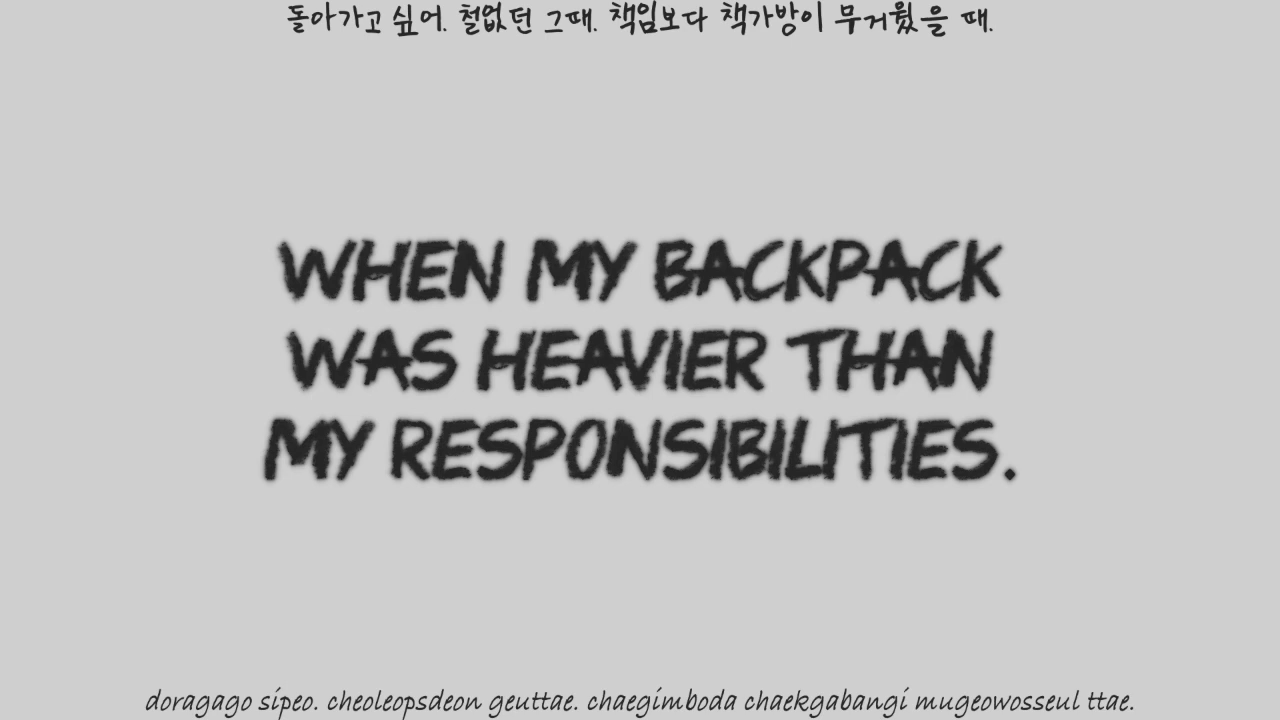 돌아가고 싶어. 철없던 그때. 책임보다 책가방이 무거웠을 때.
WHEN MY BACKPACK
WAS HEAVIER THAN
MY RESPONSIBILITIES.
doragago sipeo. cheoleopsdeon geuttae. chaegimboda chaekgabangi mugeowosseul ttae.